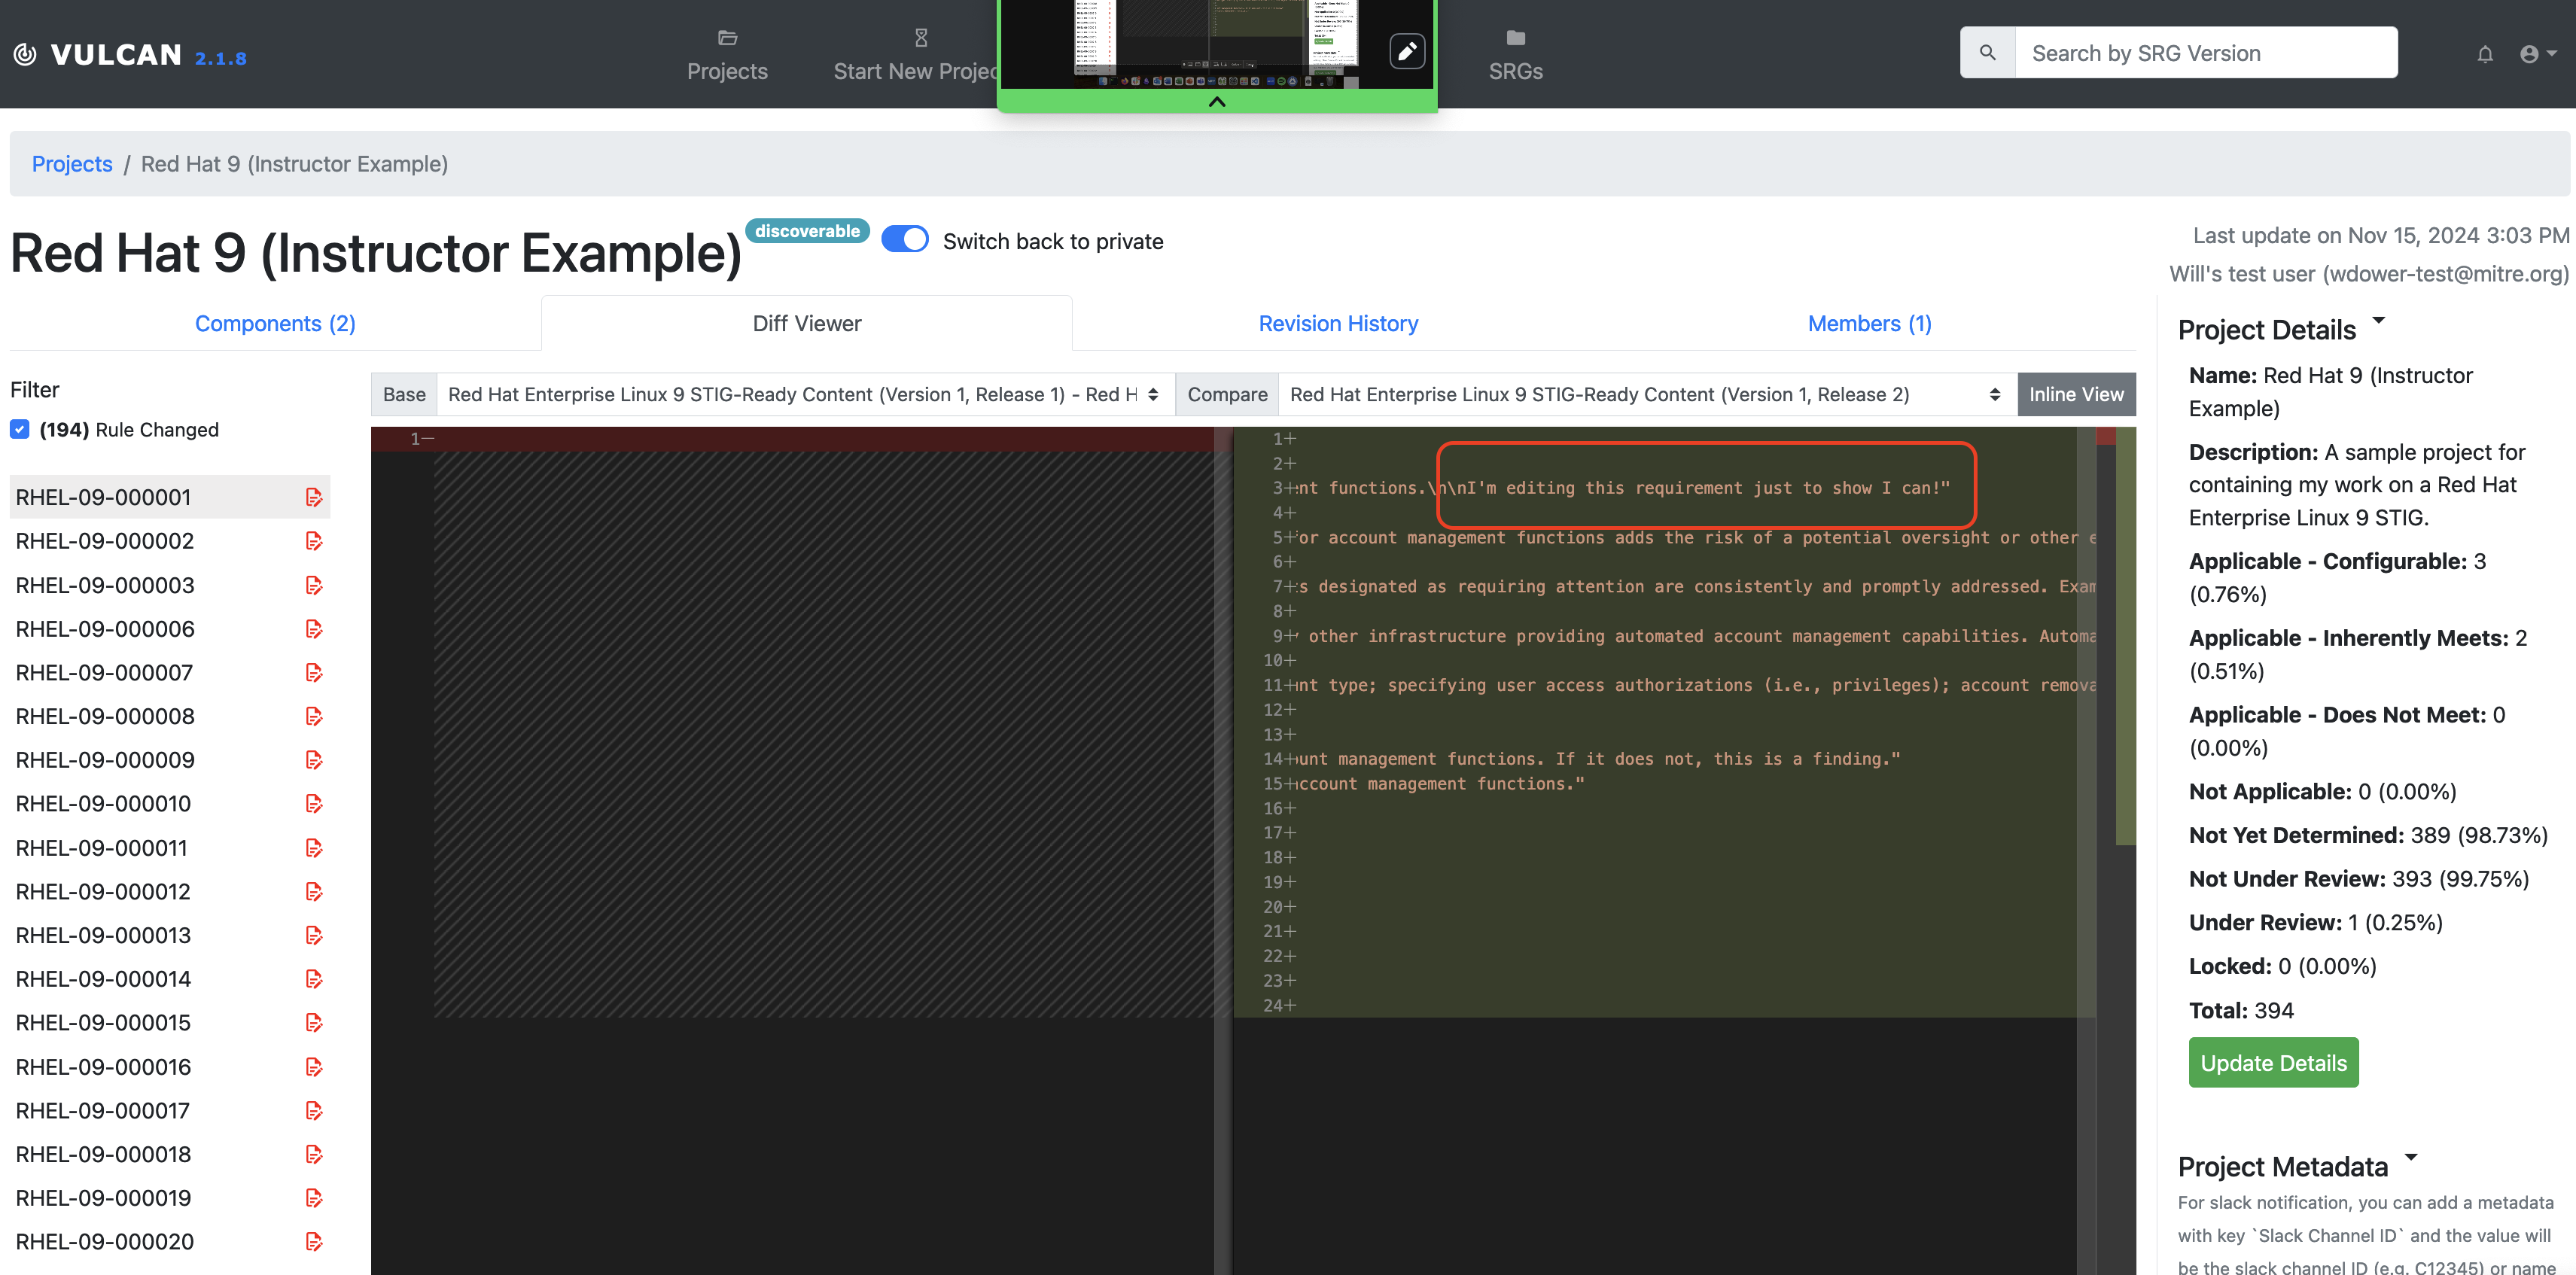 VULCAN 2.1.8
Projects
Start New Projec
SRGs
Search by SRG Version
Projects / Red Hat 9 (Instructor Example)
Red Hat 9 (Instructor Example) discoverable Switch back to private
Last update on Nov 15, 2024 3:03 PM
Will's test user (wdower-test@mitre.org)
Components (2)
Diff Viewer
Revision History
Members (1)
Filter
(194) Rule Changed
RHEL-09-000001
RHEL-09-000002
RHEL-09-000003
RHEL-09-000006
RHEL-09-000007
RHEL-09-000008
RHEL-09-000009
RHEL-09-000010
RHEL-09-000011
RHEL-09-000012
RHEL-09-000013
RHEL-09-000014
RHEL-09-000015
RHEL-09-000016
RHEL-09-000017
RHEL-09-000018
RHEL-09-000019
RHEL-09-000020
Base Red Hat Enterprise Linux 9 STIG-Ready Content (Version 1, Release 1) - Red H
Compare Red Hat Enterprise Linux 9 STIG-Ready Content (Version 1, Release 2)
Inline View
1−
1+
2+
3+nt functions.\n\nI'm editing this requirement just to show I can!"
4+
5+or account management functions adds the risk of a potential oversight or other e
6+
7+s designated as requiring attention are consistently and promptly addressed. Exam
8+
9+ other infrastructure providing automated account management capabilities. Automa
10+
11+nt type; specifying user access authorizations (i.e., privileges); account remova
12+
13+
14+unt management functions. If it does not, this is a finding."
15+ccount management functions."
16+
17+
18+
19+
20+
21+
22+
23+
24+
Project Details
Name: Red Hat 9 (Instructor
Example)
Description: A sample project for
containing my work on a Red Hat
Enterprise Linux 9 STIG.
Applicable - Configurable: 3
(0.76%)
Applicable - Inherently Meets: 2
(0.51%)
Applicable - Does Not Meet: 0
(0.00%)
Not Applicable: 0 (0.00%)
Not Yet Determined: 389 (98.73%)
Not Under Review: 393 (99.75%)
Under Review: 1 (0.25%)
Locked: 0 (0.00%)
Total: 394
Update Details
Project Metadata
For slack notification, you can add a metadata
with key `Slack Channel ID` and the value will
be the slack channel ID (e.g. C12345) or name